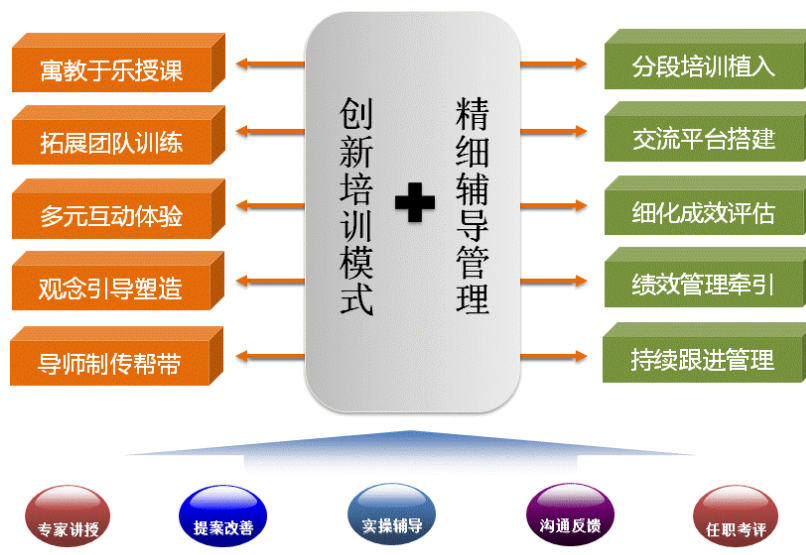 寓教于乐授课
拓展团队训练
多元互动体验
观念引导塑造
导师制传帮带
创新培训模式
+
精细辅导管理
分段培训植入
交流平台搭建
细化成效评估
绩效管理牵引
持续跟进管理
专家讲授
提案改善
实操辅导
沟通反馈
任职考评